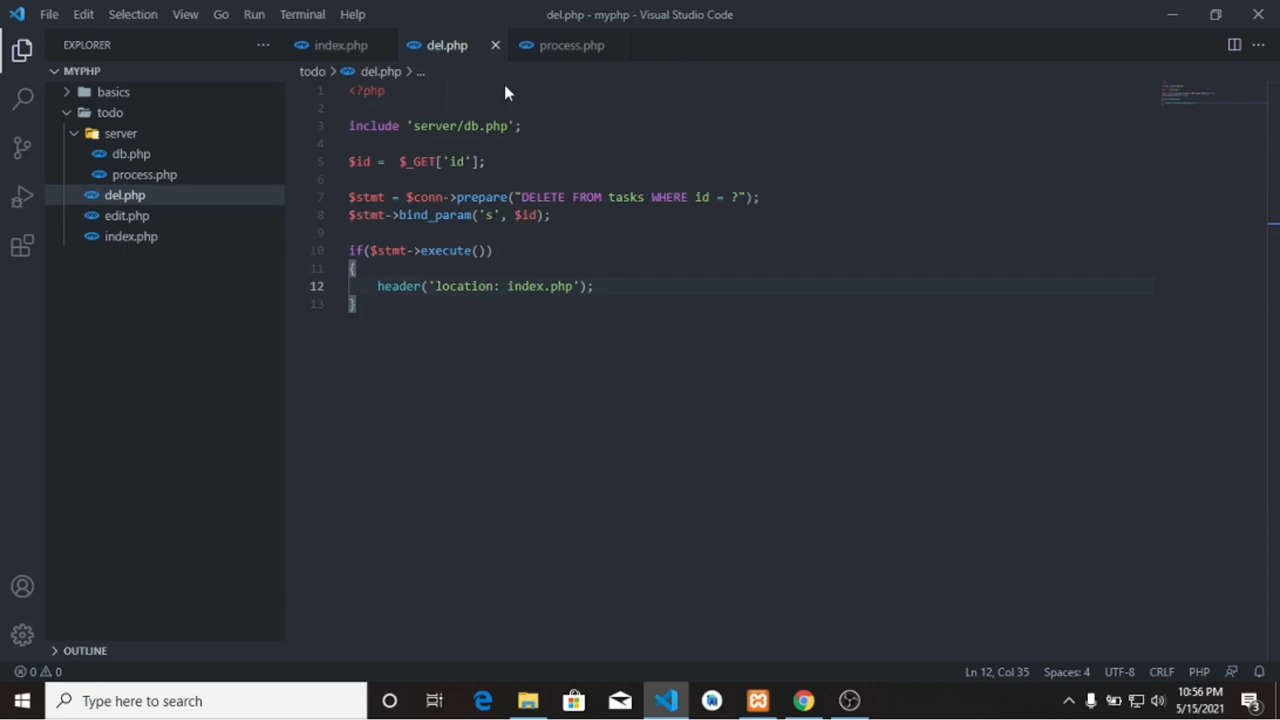 File Edit Selection View Go Run Terminal Help
del.php - myphp - Visual Studio Code
EXPLORER
index.php
del.php
process.php
MYPHP
basics
todo
server
db.php
process.php
del.php
edit.php
index.php
OUTLINE
todo > del.php > ...
1 <?php
2
3 include 'server/db.php';
4
5 $id =  $_GET['id'];
6
7 $stmt = $conn->prepare("DELETE FROM tasks WHERE id = ?");
8 $stmt->bind_param('s', $id);
9
10 if($stmt->execute())
11 {
12     header('location: index.php');
13 }
0 0
Ln 12, Col 35 Spaces: 4 UTF-8 CRLF PHP
Type here to search
10:56 PM
5/15/2021
3